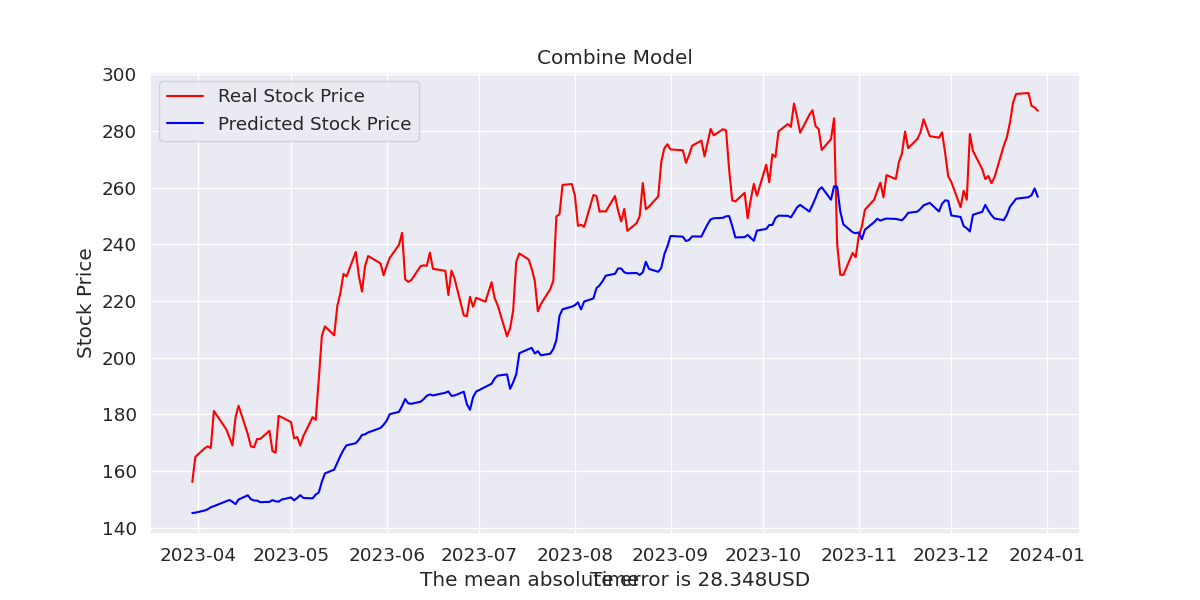 Combine Model
Real Stock Price
Predicted Stock Price
Stock Price
300
280
260
240
220
200
180
160
140
2023-04 2023-05 2023-06 2023-07 2023-08 2023-09 2023-10 2023-11 2023-12 2024-01
Time
The mean absolute error is 28.348USD